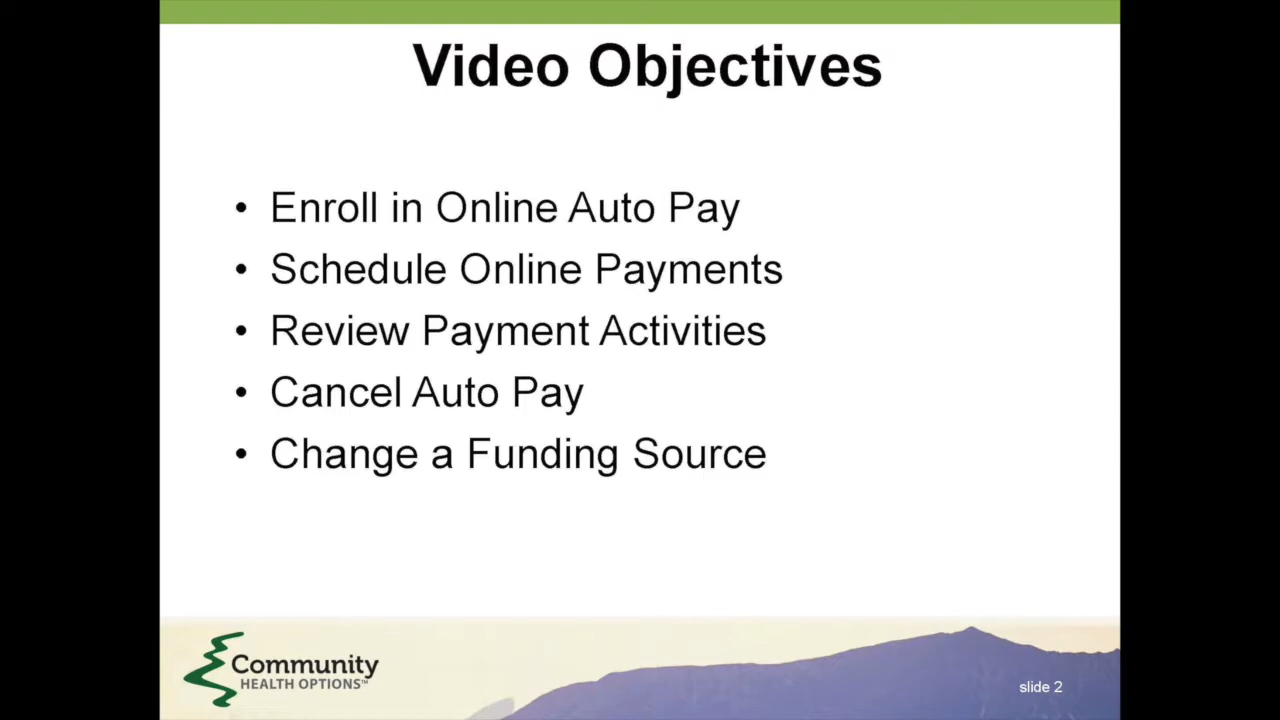 Video Objectives
• Enroll in Online Auto Pay
• Schedule Online Payments
• Review Payment Activities
• Cancel Auto Pay
• Change a Funding Source
Community
HEALTH OPTIONS™
slide 2